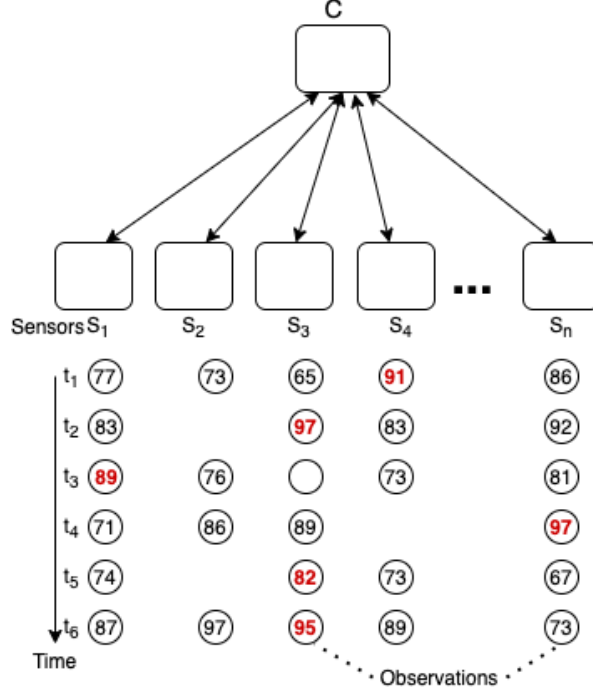 C
Sensors S1 S2 S3 S4 ... Sn
t1 77 73 65 91 86
t2 83 97 83 92
t3 89 76 73 81
t4 71 86 89 97
t5 74 82 73 67
t6 87 97 95 89 73
Time
Observations